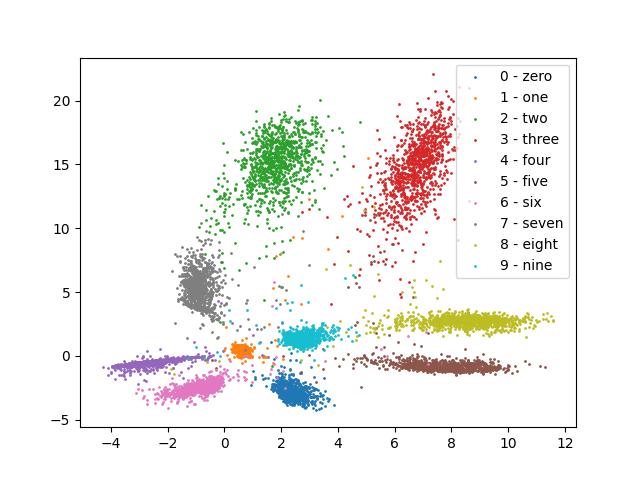 20
15
10
5
0
−5
−4
−2
0
2
4
6
8
10
12
0 - zero
1 - one
2 - two
3 - three
4 - four
5 - five
6 - six
7 - seven
8 - eight
9 - nine